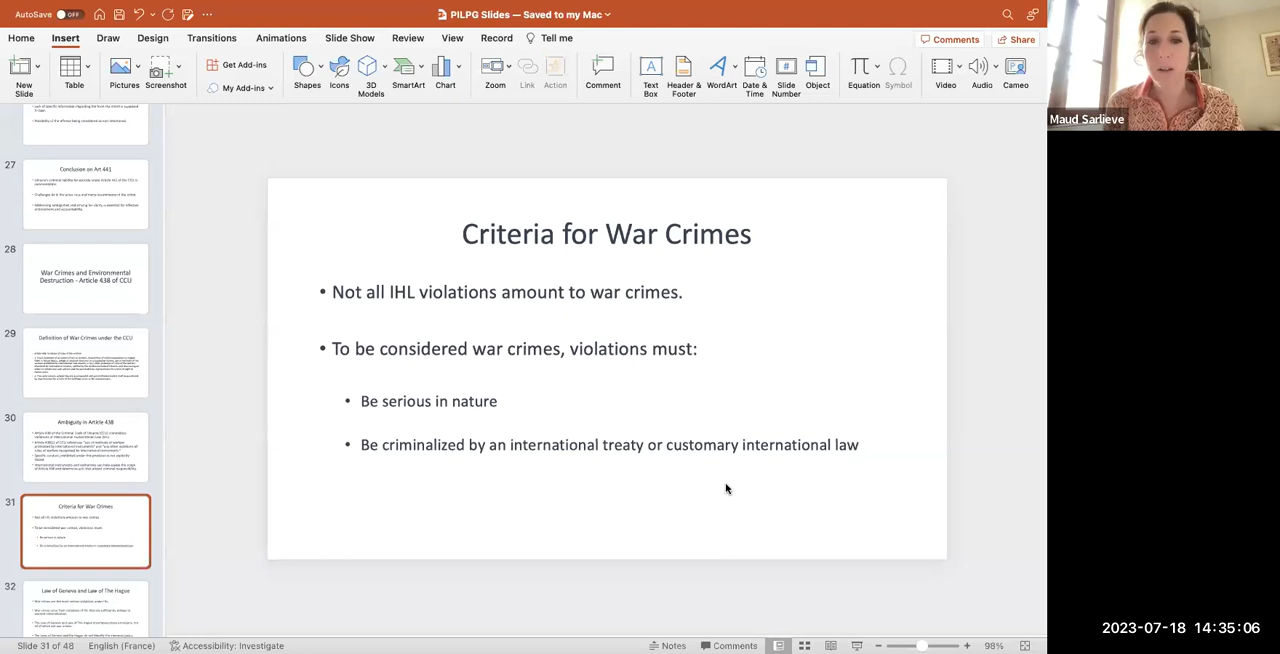 AutoSave OFF
PILPG Slides — Saved to my Mac
Home Insert Draw Design Transitions Animations Slide Show Review View Record Tell me
Comments Share
New Slide
Table
Pictures
Screenshot
Get Add-ins
My Add-ins
Shapes
Icons
3D Models
SmartArt
Chart
Zoom
Link
Action
Comment
Text Box
Header & Footer
WordArt
Date & Time
Slide Number
Object
Equation
Symbol
Video
Audio
Cameo
Maud Sarlieve
27
Conclusion on Art 441
28
War Crimes and Environmental
Destruction - Article 438 of CCU
29
Definition of War Crimes under the CCU
30
Ambiguity in Article 438
31
Criteria for War Crimes
32
Law of Geneva and Law of The Hague
Criteria for War Crimes
• Not all IHL violations amount to war crimes.
• To be considered war crimes, violations must:
• Be serious in nature
• Be criminalized by an international treaty or customary international law
2023-07-18 14:35:06
Slide 31 of 48 English (France) Accessibility: Investigate Notes Comments 98%